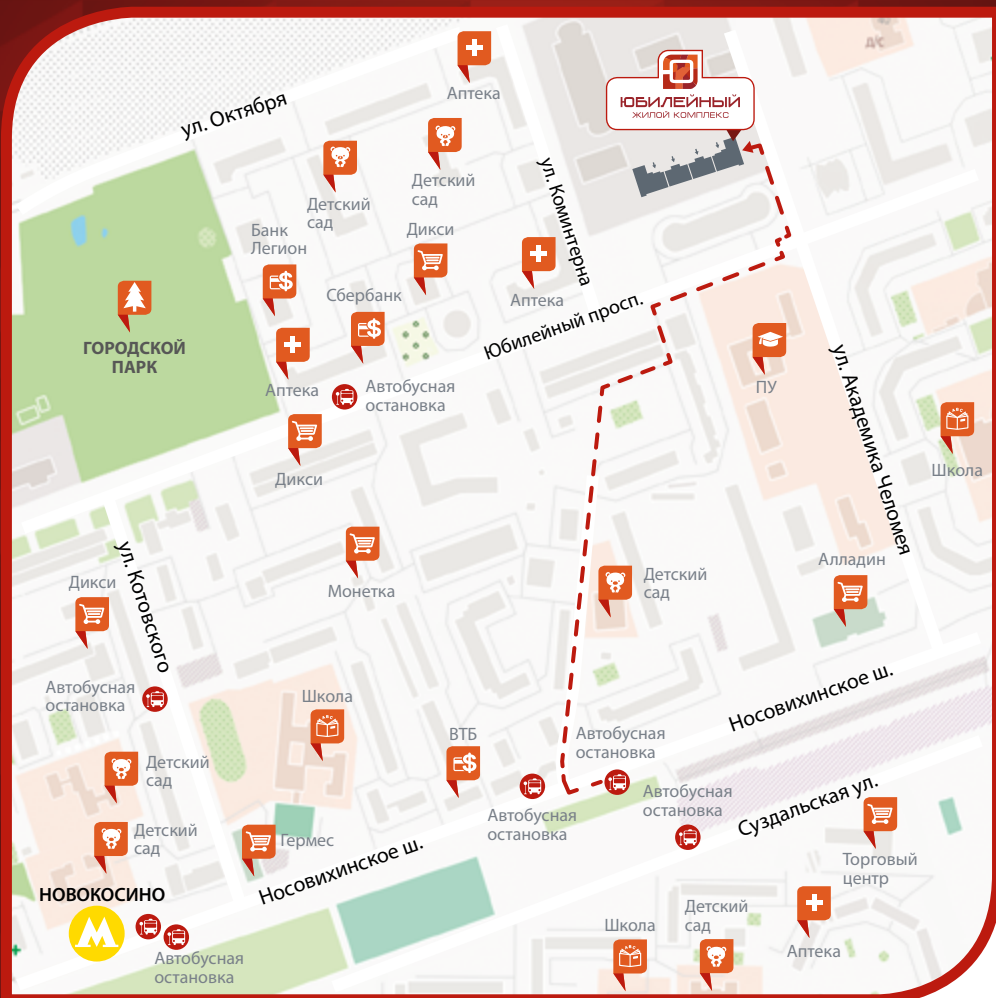 д/с
Аптека
ЮБИЛЕЙНЫЙ
ЖИЛОЙ КОМПЛЕКС
ул. Октября
Детский
сад
Детский
сад
ул. Коминтерна
Банк
Легион
Дикси
Аптека
Сбербанк
Юбилейный просп.
ГОРОДСКОЙ
ПАРК
Аптека
Автобусная
остановка
ПУ
ул. Академика Челомея
ABC
Школа
Дикси
ул. Котовского
Монетка
Дикси
Детский
сад
Алладин
Автобусная
остановка
Школа
ABC
Носовихинское ш.
ВТБ
Автобусная
остановка
Детский
сад
Автобусная
остановка
Автобусная
остановка
Суздальская ул.
Детский
сад
Гермес
Носовихинское ш.
Торговый
центр
НОВОКОСИНО
М
Автобусная
остановка
Школа
ABC
Детский
сад
Аптека